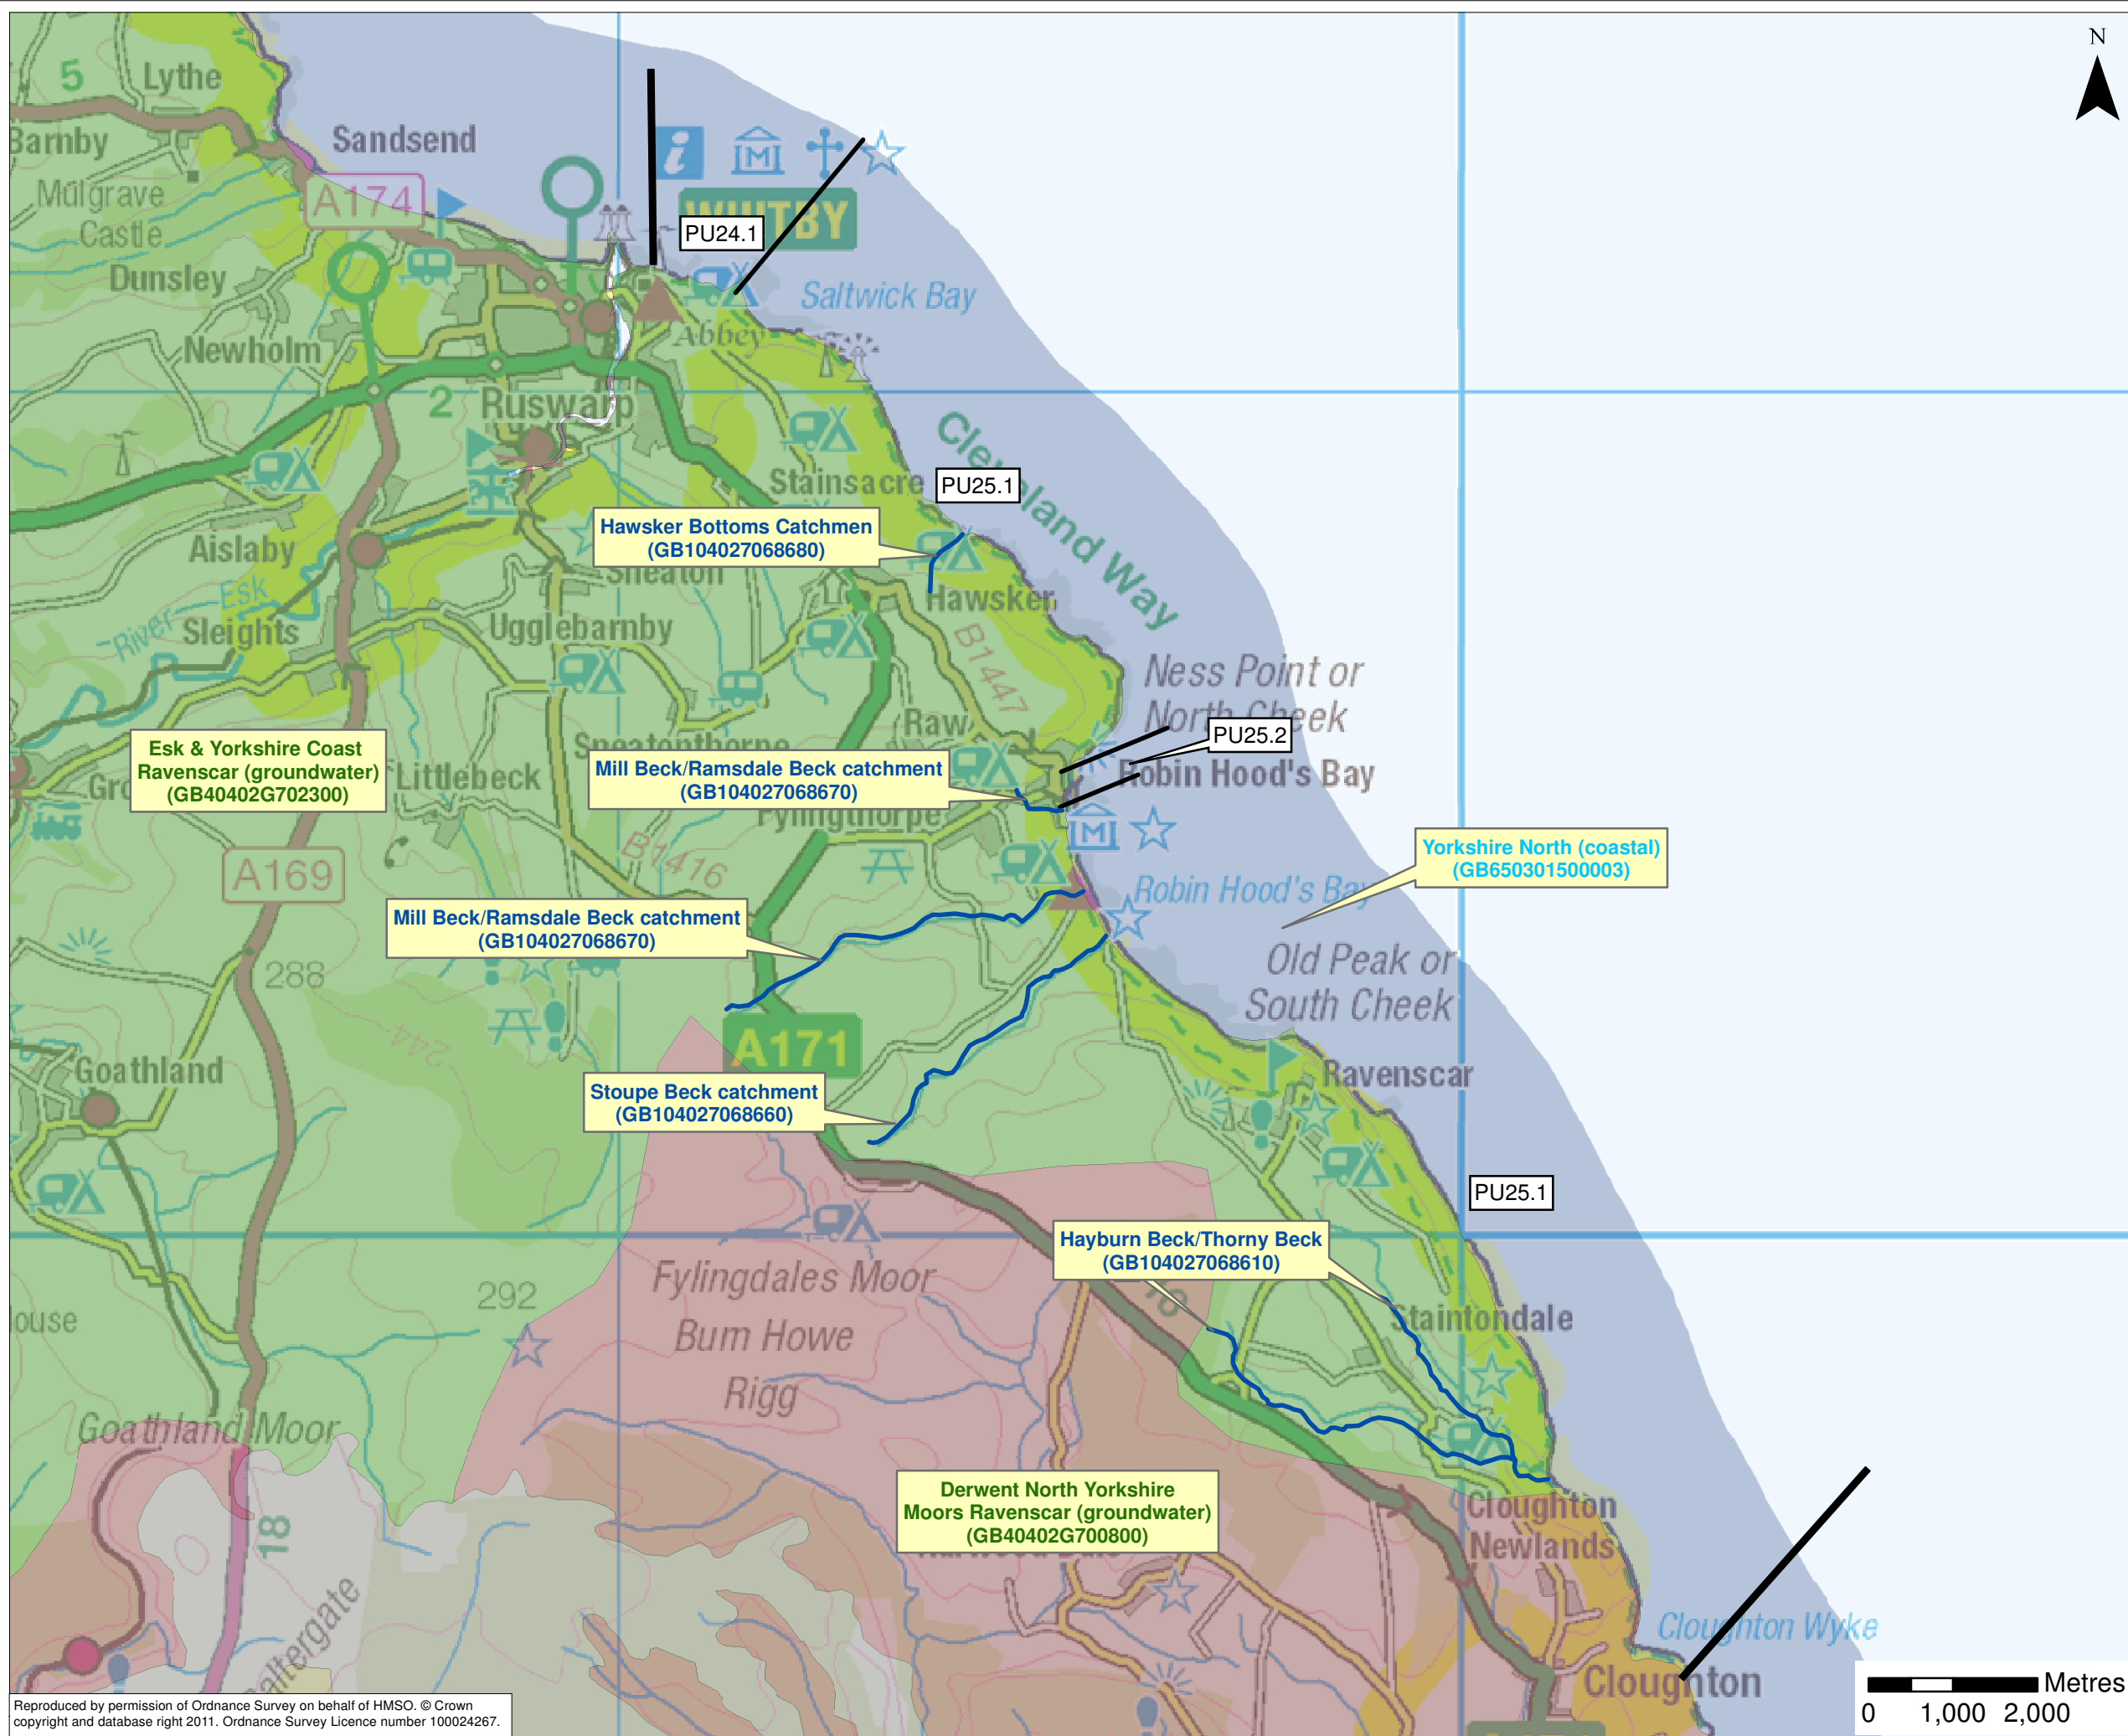 N
5
Lythe
Barnby
Sandsend
Mulgrave
Castle
A174
WHITBY
PU24.1
Dunsley
Saltwick Bay
Newholm
Abbey
2
Ruswarp
Cleveland Way
Stainsacre
PU25.1
Hawsker Bottoms Catchmen
(GB104027068680)
Aislaby
Sneaton
River Esk
Hawsker
Sleights
Ugglebarnby
B1447
Ness Point or
North Cheek
Raw
PU25.2
Esk & Yorkshire Coast
Ravenscar (groundwater)
(GB40402G702300)
Sneatonthorpe
Mill Beck/Ramsdale Beck catchment
(GB104027068670)
Robin Hood's Bay
Gro
Littlebeck
Fylingthorpe
B1416
A169
Yorkshire North (coastal)
(GB650301500003)
Robin Hood's Bay
Mill Beck/Ramsdale Beck catchment
(GB104027068670)
Old Peak or
South Cheek
288
244
A171
Goathland
Ravenscar
Stoupe Beck catchment
(GB104027068660)
PU25.1
Hayburn Beck/Thorny Beck
(GB104027068610)
Fylingdales Moor
292
Bum Howe
Rigg
ouse
Staintondale
Goathland Moor
Derwent North Yorkshire
Moors Ravenscar (groundwater)
(GB40402G700800)
18
Cloughton
Newlands
altergate
Cloughton Wyke
Cloughton
Metres
0 1,000 2,000
Reproduced by permission of Ordnance Survey on behalf of HMSO. © Crown
copyright and database right 2011. Ordnance Survey Licence number 100024267.